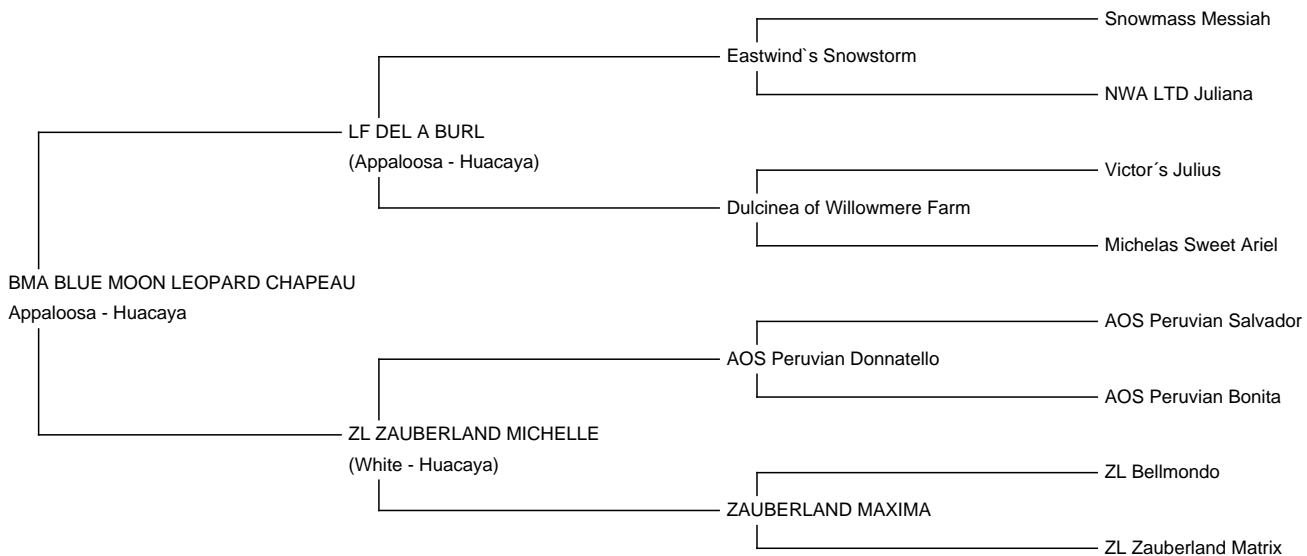 Snowmass Messiah
Eastwind`s Snowstorm
NWA LTD Juliana
LF DEL A BURL
(Appaloosa - Huacaya)
Victor´s Julius
Dulcinea of Willowmere Farm
Michelas Sweet Ariel
BMA BLUE MOON LEOPARD CHAPEAU
Appaloosa - Huacaya
AOS Peruvian Salvador
AOS Peruvian Donnatello
AOS Peruvian Bonita
ZL ZAUBERLAND MICHELLE
(White - Huacaya)
ZL Bellmondo
ZAUBERLAND MAXIMA
ZL Zauberland Matrix